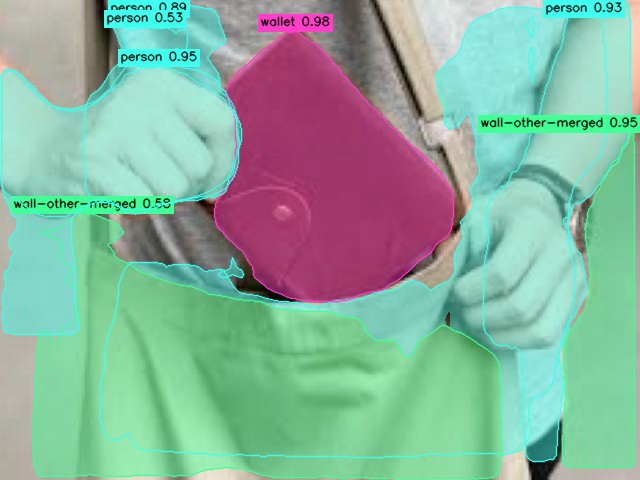 person 0.89
person 0.93
person 0.53
wallet 0.98
person 0.95
wall-other-merged 0.95
wall-other-merged 0.58